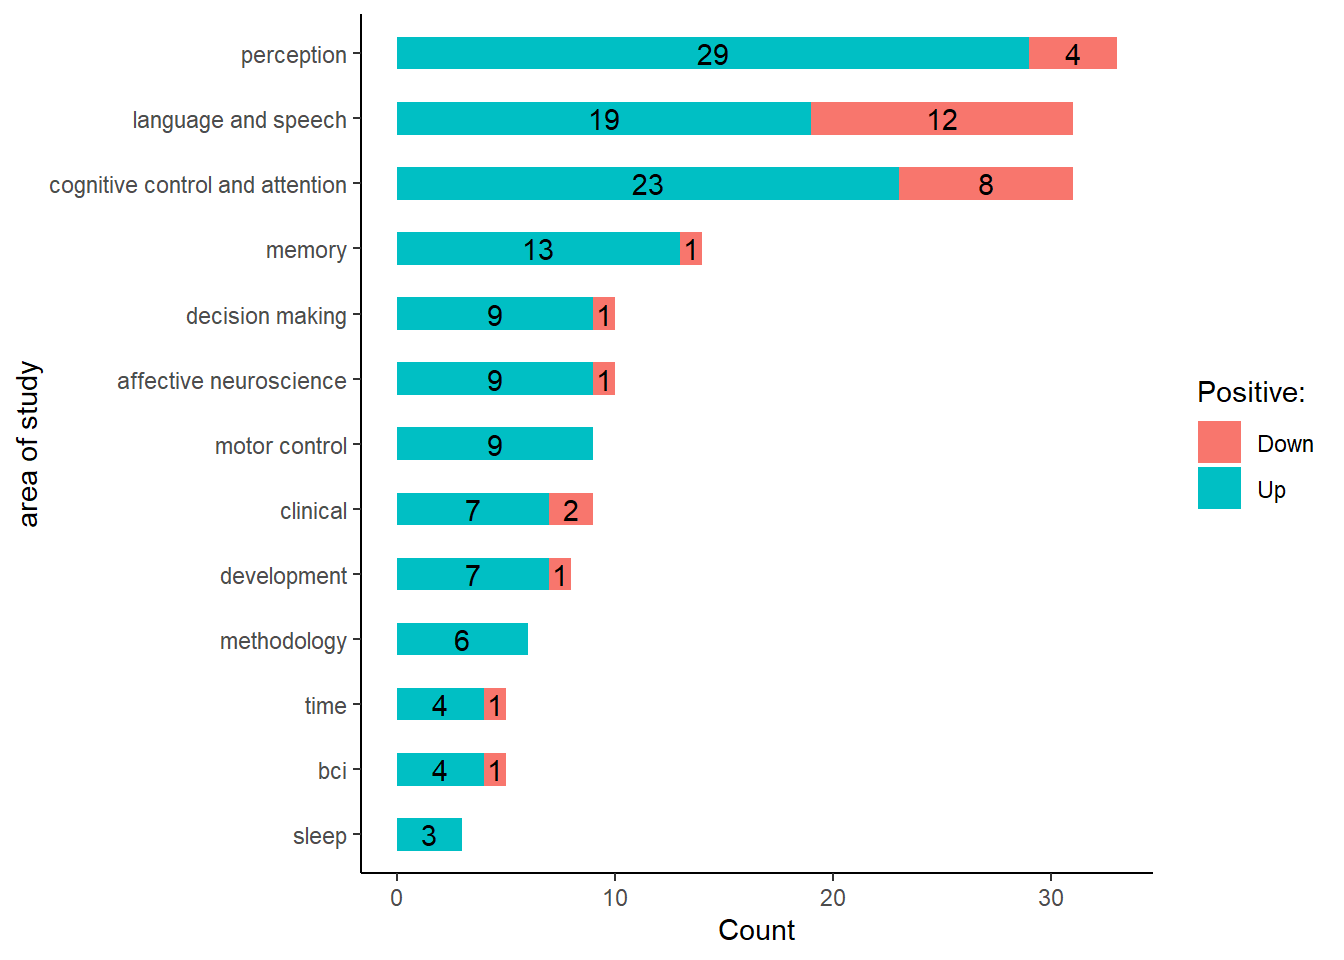 perception 29 4
language and speech 19 12
cognitive control and attention 23 8
memory 13 1
decision making 9 1
affective neuroscience 9 1
motor control 9
clinical 7 2
development 7 1
methodology 6
time 4 1
bci 4 1
sleep 3
0 10 20 30
Count
area of study
Positive:
Down
Up